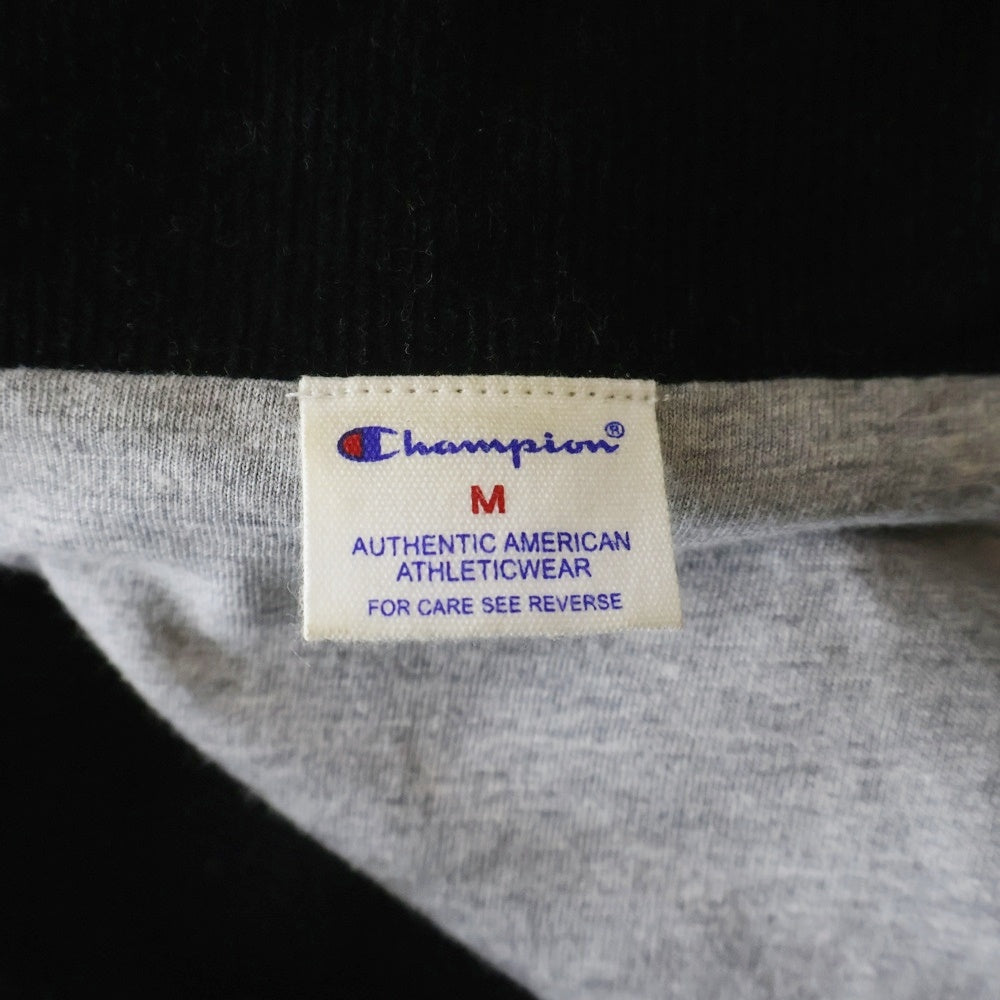 Champion®
M
AUTHENTIC AMERICAN
ATHLETICWEAR
FOR CARE SEE REVERSE